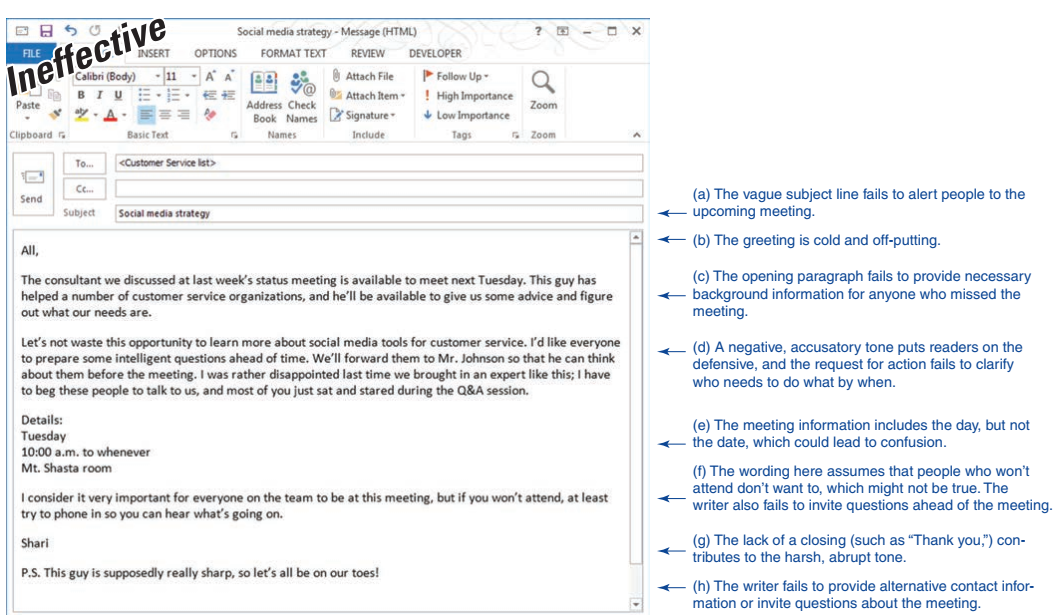 Ineffective
Social media strategy - Message (HTML)
?
FILE
INSERT
OPTIONS
FORMAT TEXT
REVIEW
DEVELOPER
Paste
Calibri (Body)
11
A A
B I U
A
Address Book
Check Names
Attach File
Attach Item
Signature
Follow Up
High Importance
Low Importance
Zoom
Clipboard
Basic Text
Names
Include
Tags
Zoom
Send
To...
<Customer Service list>
Cc...
Subject
Social media strategy
All,
The consultant we discussed at last week's status meeting is available to meet next Tuesday. This guy has
helped a number of customer service organizations, and he'll be available to give us some advice and figure
out what our needs are.
Let's not waste this opportunity to learn more about social media tools for customer service. I'd like everyone
to prepare some intelligent questions ahead of time. We'll forward them to Mr. Johnson so that he can think
about them before the meeting. I was rather disappointed last time we brought in an expert like this; I have
to beg these people to talk to us, and most of you just sat and stared during the Q&A session.
Details:
Tuesday
10:00 a.m. to whenever
Mt. Shasta room
I consider it very important for everyone on the team to be at this meeting, but if you won't attend, at least
try to phone in so you can hear what's going on.
Shari
P.S. This guy is supposedly really sharp, so let's all be on our toes!
(a) The vague subject line fails to alert people to the
upcoming meeting.
(b) The greeting is cold and off-putting.
(c) The opening paragraph fails to provide necessary
background information for anyone who missed the
meeting.
(d) A negative, accusatory tone puts readers on the
defensive, and the request for action fails to clarify
who needs to do what by when.
(e) The meeting information includes the day, but not
the date, which could lead to confusion.
(f) The wording here assumes that people who won't
attend don't want to, which might not be true. The
writer also fails to invite questions ahead of the meeting.
(g) The lack of a closing (such as "Thank you,") con-
tributes to the harsh, abrupt tone.
(h) The writer fails to provide alternative contact infor-
mation or invite questions about the meeting.